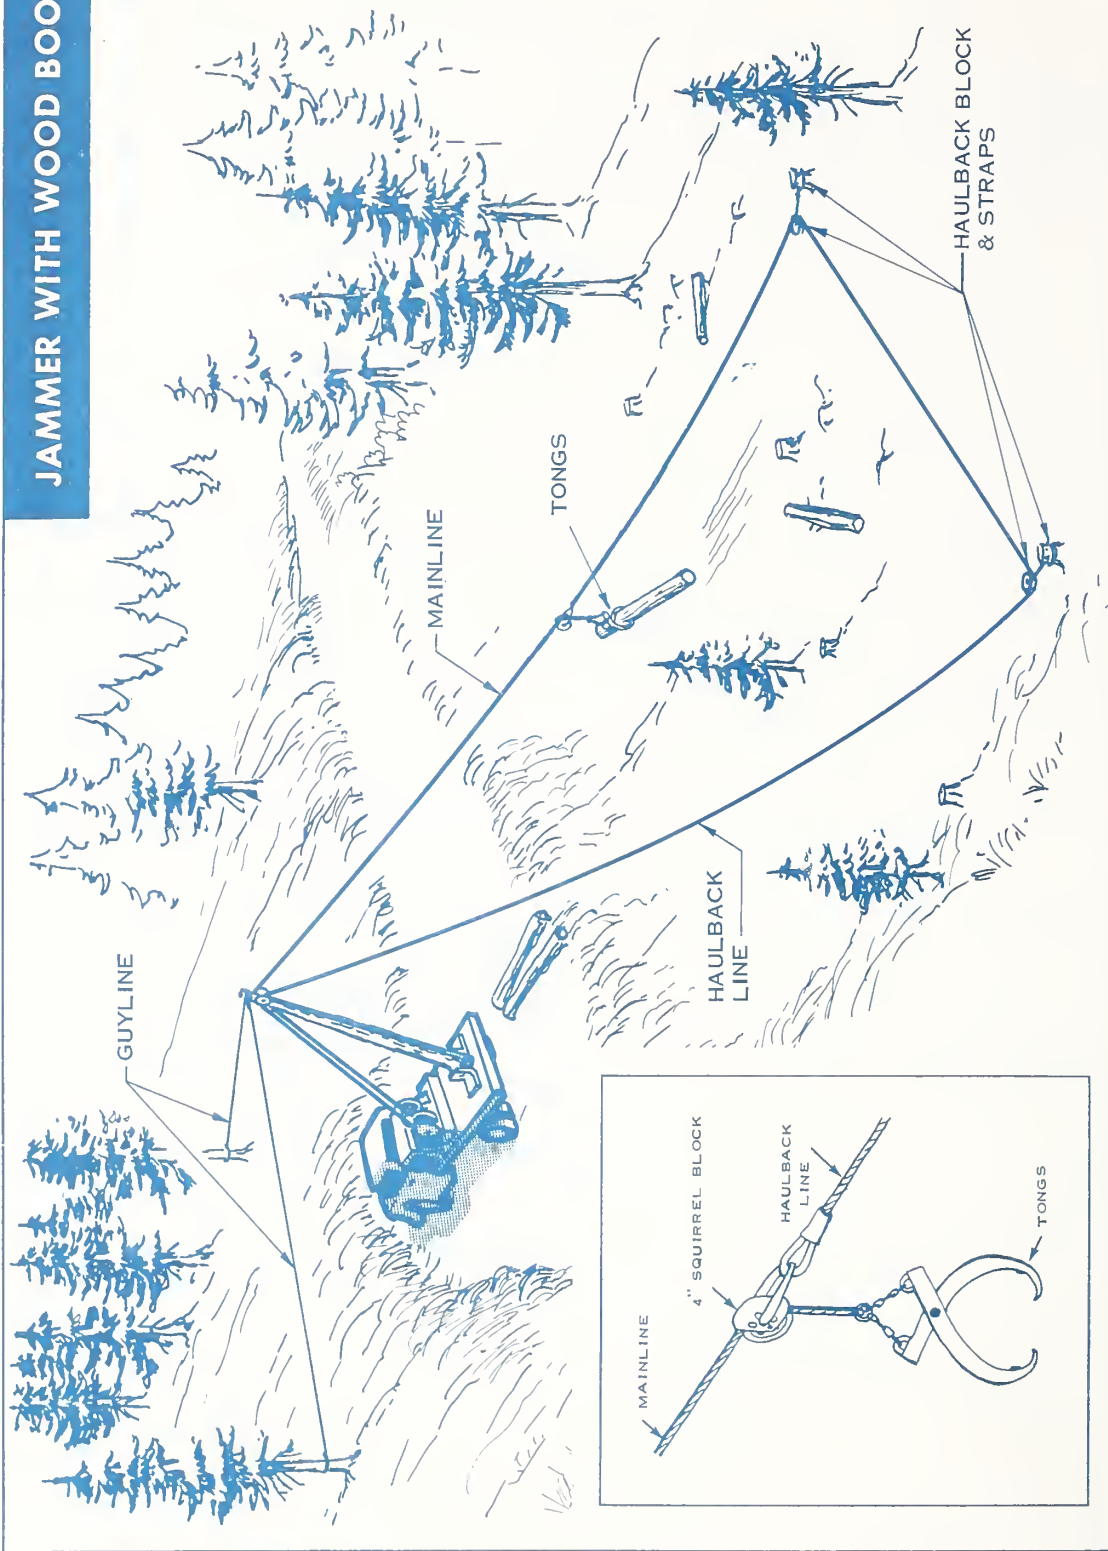 JAMMER WITH WOOD BOO
GUYLINE
MAINLINE
TONGS
HAULBACK BLOCK
& STRAPS
HAULBACK
LINE
MAINLINE
4" SQUIRREL BLOCK
HAULBACK
LINE
TONGS